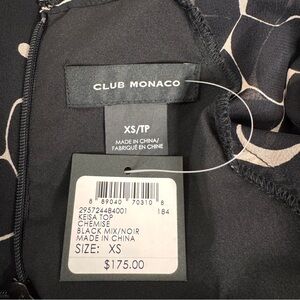 CLUB MONACO
XS/TP
MADE IN CHINA/
FABRIQUÉ EN CHINE
8 89040 70310 8
295724484001 184
KEISA TOP
CHEMISE
BLACK MIX/NOIR
MADE IN CHINA
SIZE: XS
$175.00